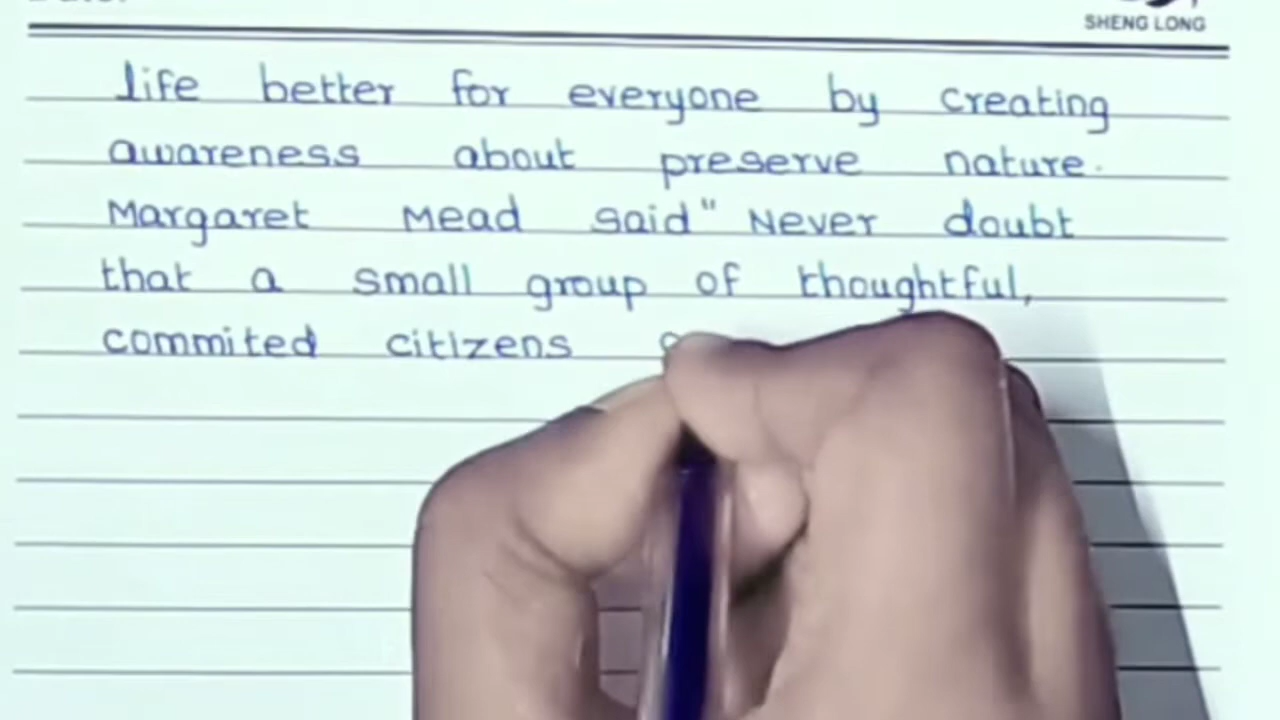 SHENG LONG
life better for everyone by creating
awareness about preserve nature.
Margaret Mead said" Never doubt
that a small group of thoughtful,
commited citizens